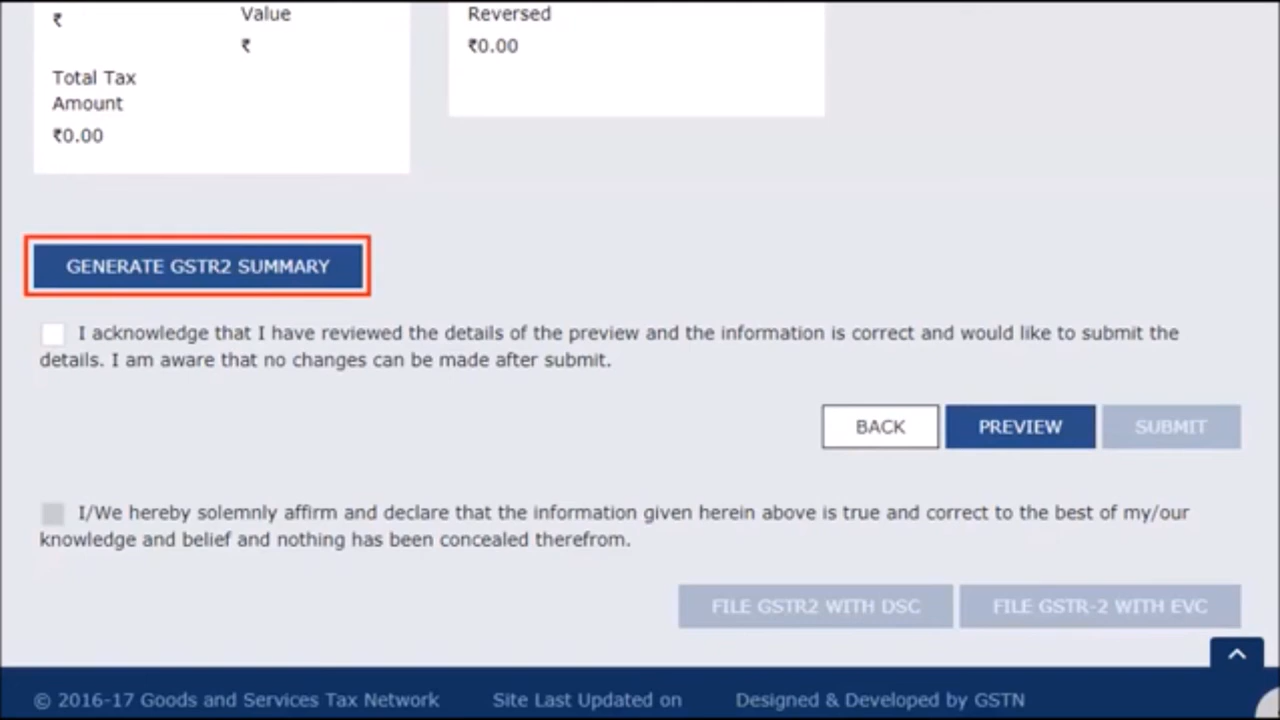 ₹
Value
₹
Total Tax
Amount
₹0.00
Reversed
₹0.00
GENERATE GSTR2 SUMMARY
I acknowledge that I have reviewed the details of the preview and the information is correct and would like to submit the
details. I am aware that no changes can be made after submit.
BACK
PREVIEW
SUBMIT
I/We hereby solemnly affirm and declare that the information given herein above is true and correct to the best of my/our
knowledge and belief and nothing has been concealed therefrom.
FILE GSTR2 WITH DSC
FILE GSTR-2 WITH EVC
© 2016-17 Goods and Services Tax Network
Site Last Updated on
Designed & Developed by GSTN